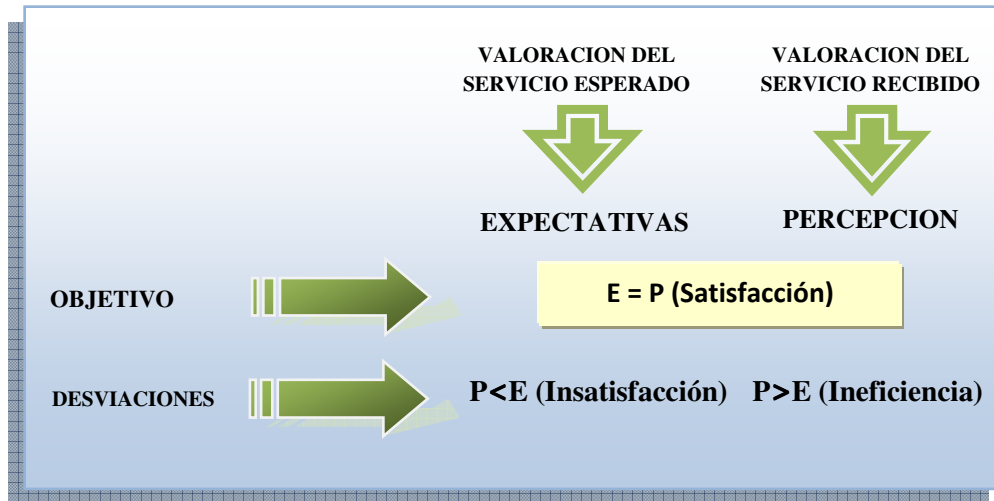 VALORACION DEL
SERVICIO ESPERADO
VALORACION DEL
SERVICIO RECIBIDO
EXPECTATIVAS
PERCEPCION
OBJETIVO
E = P (Satisfacción)
DESVIACIONES
P<E (Insatisfacción)
P>E (Ineficiencia)